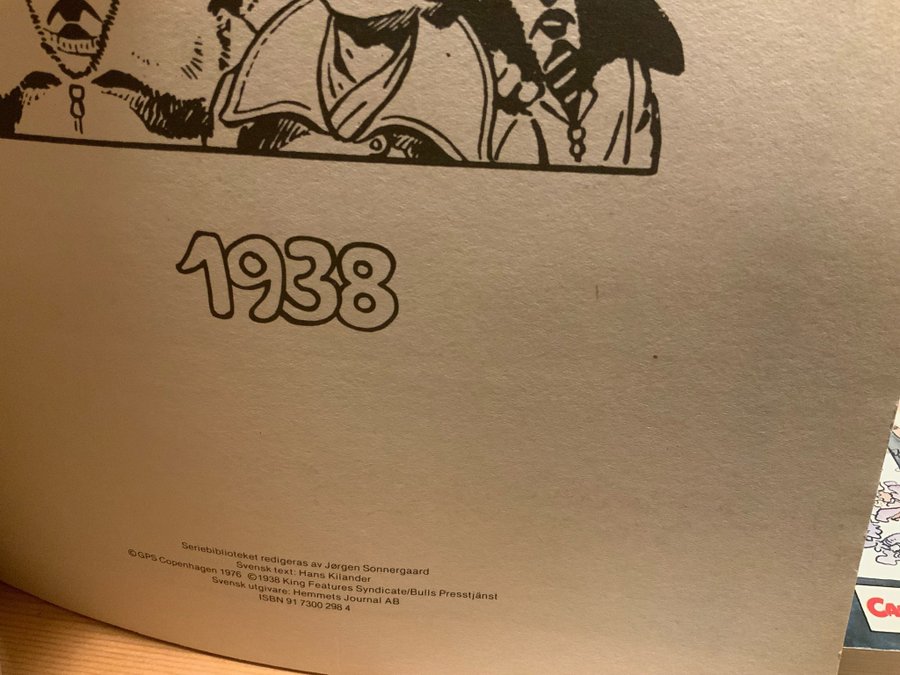 1938
Seriebiblioteket redigeras av Jørgen Sonnergaard
Svensk text: Hans Kilander
©GPS Copenhagen 1976 ©1938 King Features Syndicate/Bulls Presstjänst
Svensk utgivare: Hemmets Journal AB
ISBN 91 7300 298 4